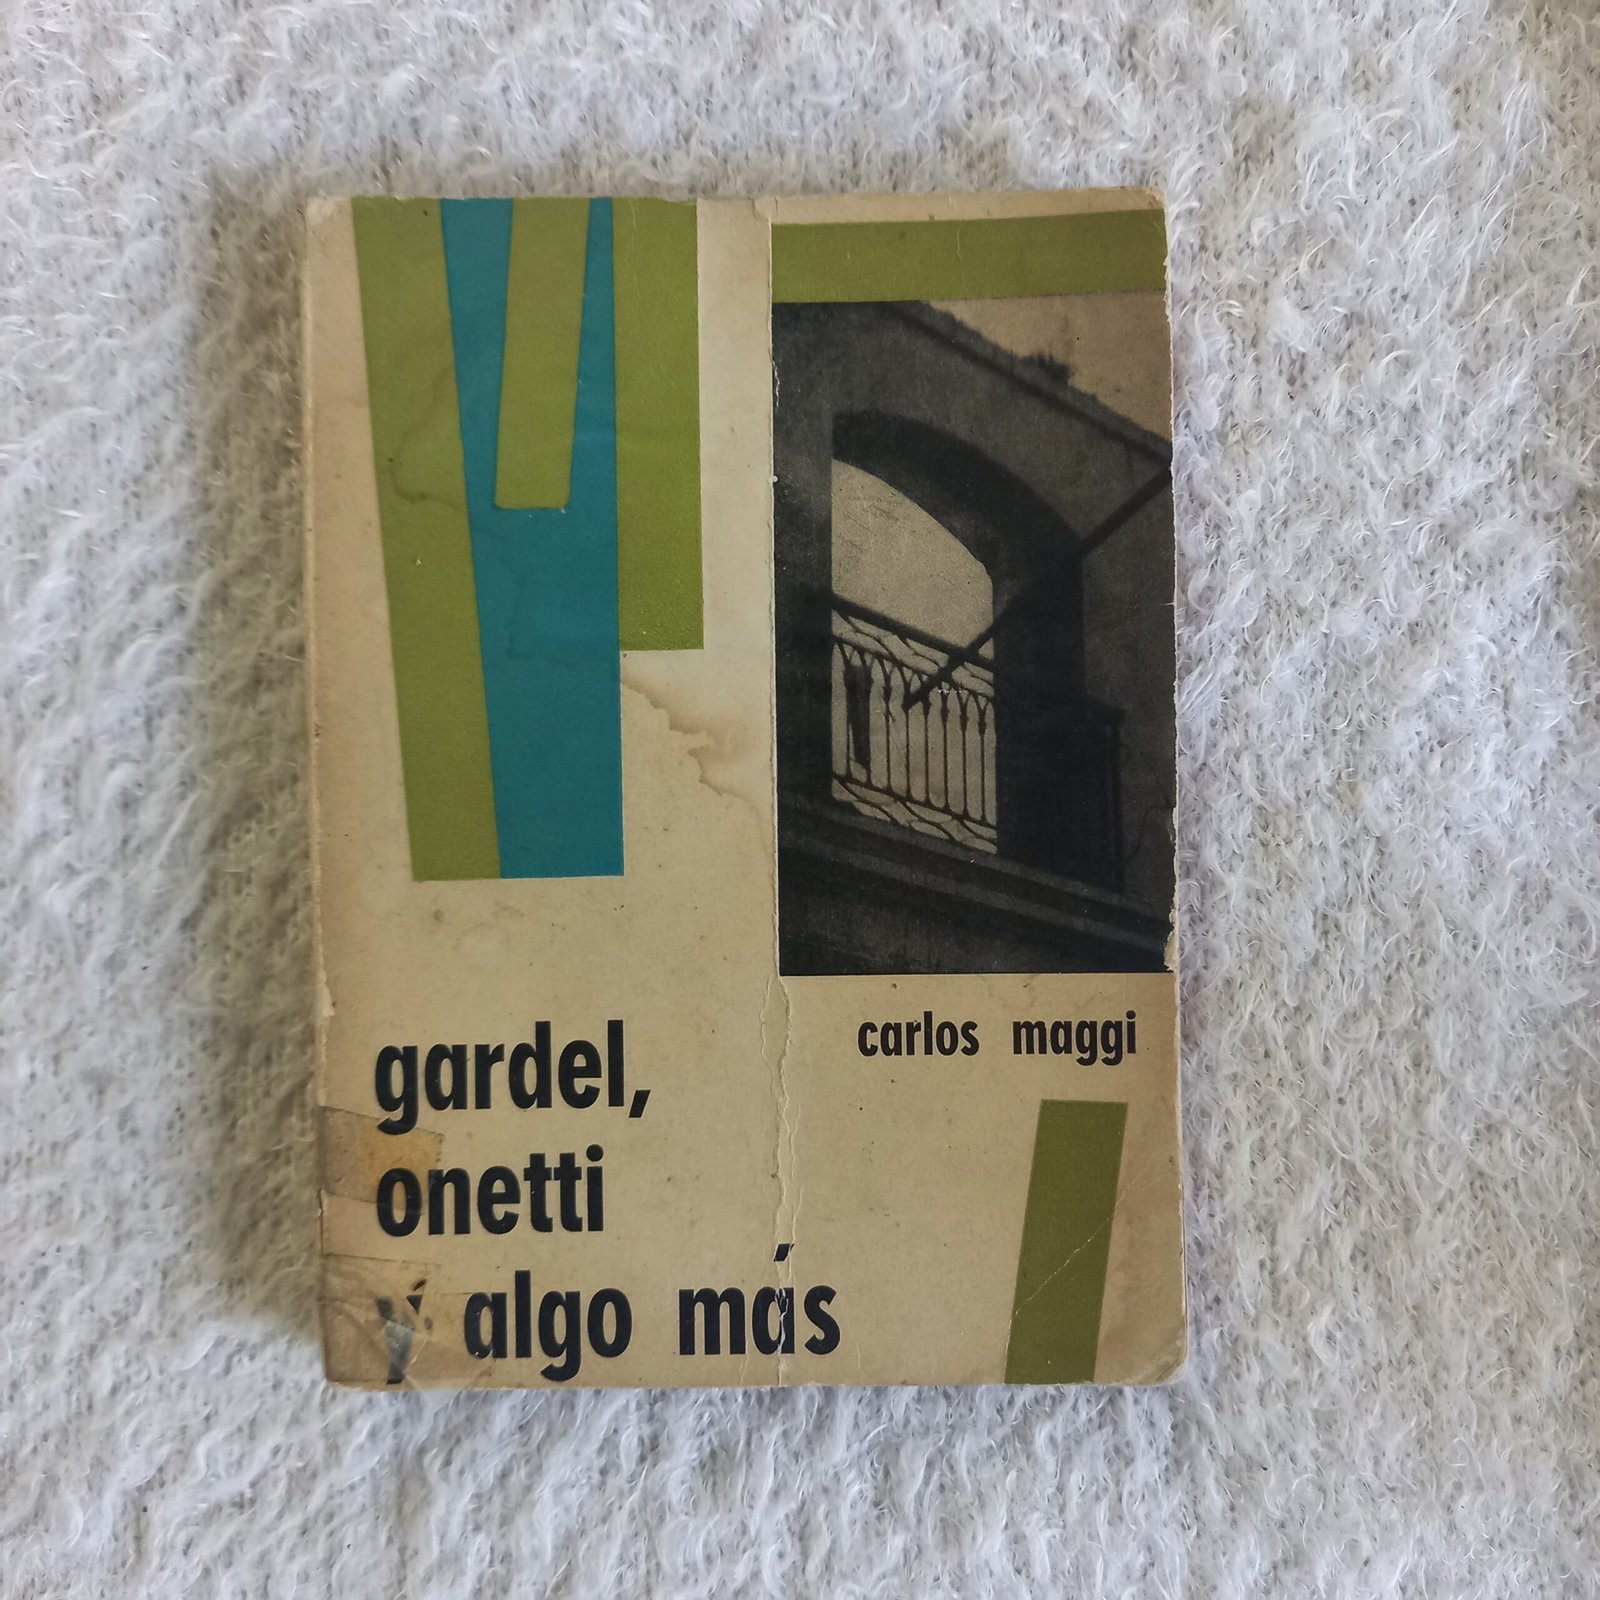 carlos maggi
gardel,
onetti
y algo más